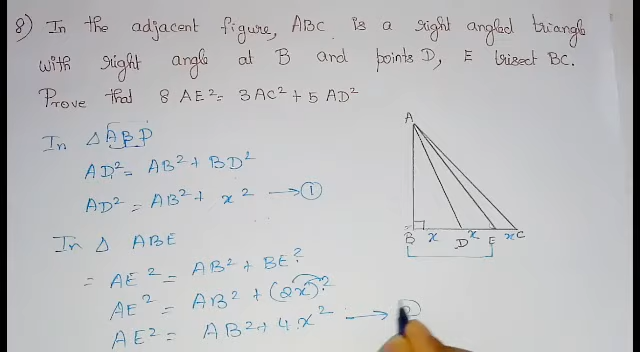 8) In the adjacent figure, ABC is a right angled triangle
with right angle at B and points D, E trisect BC.
Prove that 8 AE² = 3AC² + 5 AD²
In Δ ABD
AD² = AB² + BD²
AD² = AB² + x² → ①
In Δ ABE
= AE² = AB² + BE²
AE² = AB² + (2x)²
AE² = AB² + 4x² → ②
A
B x D x E x C